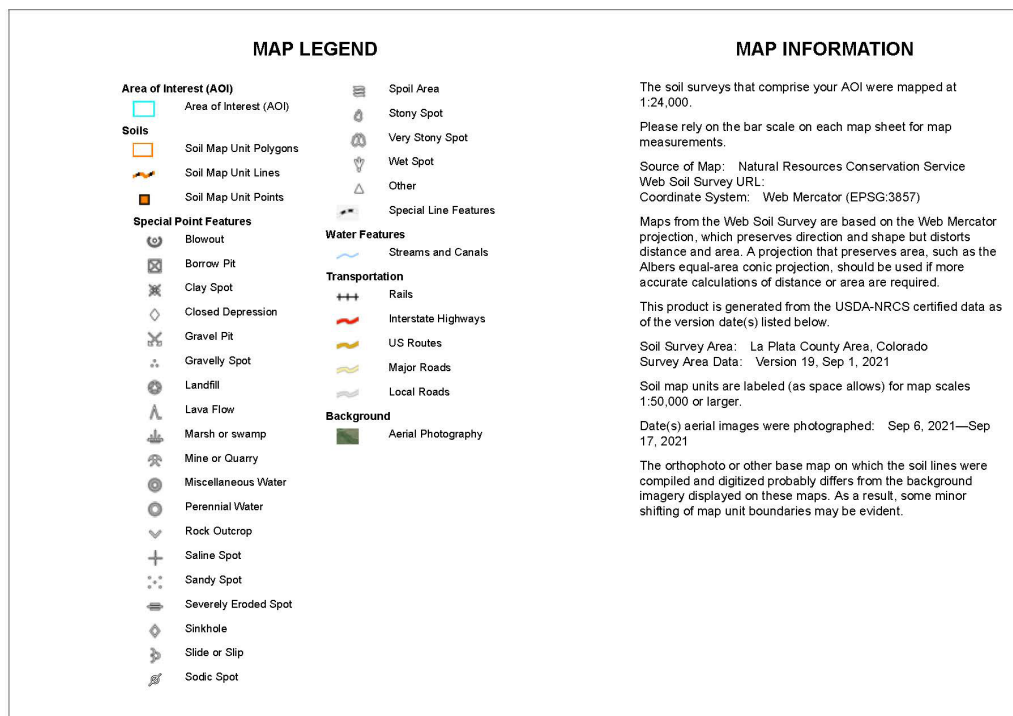 MAP LEGEND
Area of Interest (AOI)
Area of Interest (AOI)
Soils
Soil Map Unit Polygons
Soil Map Unit Lines
Soil Map Unit Points
Special Point Features
Blowout
Borrow Pit
Clay Spot
Closed Depression
Gravel Pit
Gravelly Spot
Landfill
Lava Flow
Marsh or swamp
Mine or Quarry
Miscellaneous Water
Perennial Water
Rock Outcrop
Saline Spot
Sandy Spot
Severely Eroded Spot
Sinkhole
Slide or Slip
Sodic Spot
Spoil Area
Stony Spot
Very Stony Spot
Wet Spot
Other
Special Line Features
Water Features
Streams and Canals
Transportation
Rails
Interstate Highways
US Routes
Major Roads
Local Roads
Background
Aerial Photography
MAP INFORMATION
The soil surveys that comprise your AOI were mapped at
1:24,000.
Please rely on the bar scale on each map sheet for map
measurements.
Source of Map: Natural Resources Conservation Service
Web Soil Survey URL:
Coordinate System: Web Mercator (EPSG:3857)
Maps from the Web Soil Survey are based on the Web Mercator
projection, which preserves direction and shape but distorts
distance and area. A projection that preserves area, such as the
Albers equal-area conic projection, should be used if more
accurate calculations of distance or area are required.
This product is generated from the USDA-NRCS certified data as
of the version date(s) listed below.
Soil Survey Area: La Plata County Area, Colorado
Survey Area Data: Version 19, Sep 1, 2021
Soil map units are labeled (as space allows) for map scales
1:50,000 or larger.
Date(s) aerial images were photographed: Sep 6, 2021—Sep
17, 2021
The orthophoto or other base map on which the soil lines were
compiled and digitized probably differs from the background
imagery displayed on these maps. As a result, some minor
shifting of map unit boundaries may be evident.